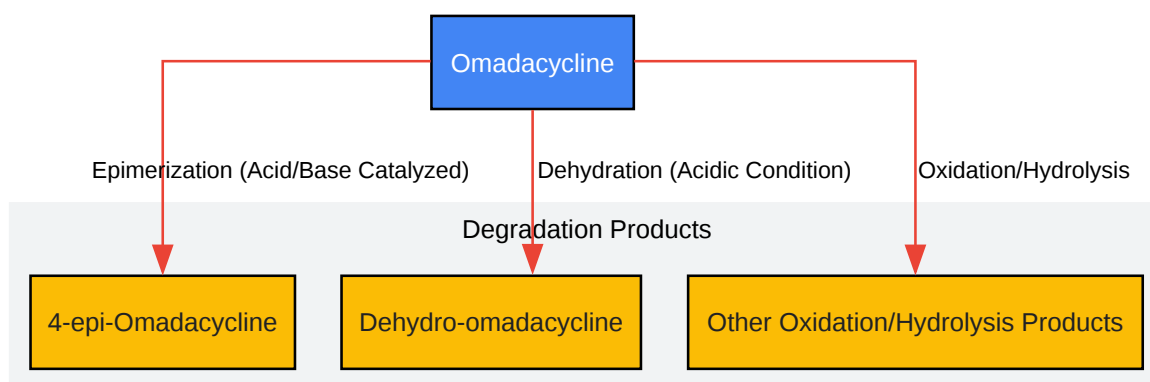 Omadacycline
Epimerization (Acid/Base Catalyzed)
Dehydration (Acidic Condition)
Oxidation/Hydrolysis
Degradation Products
4-epi-Omadacycline
Dehydro-omadacycline
Other Oxidation/Hydrolysis Products